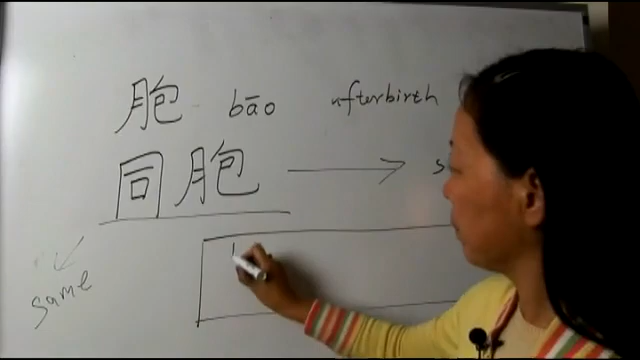 胞 bāo afterbirth
同胞 → s
same